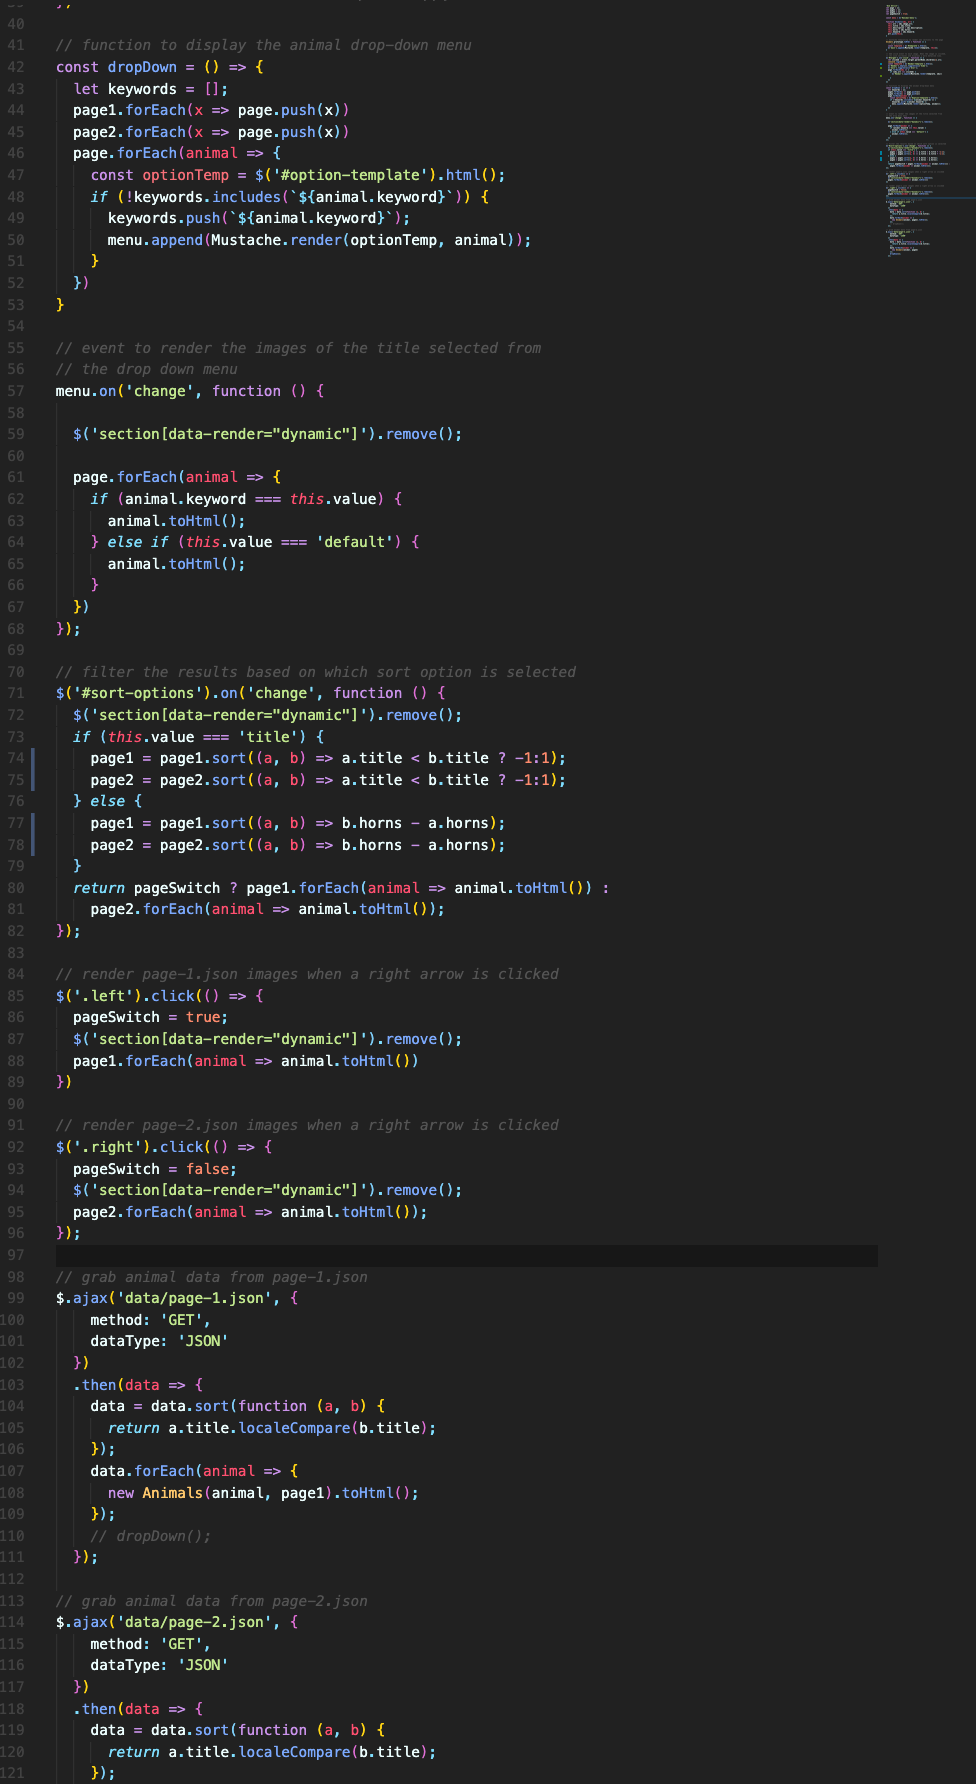 40
41 // function to display the animal drop-down menu
42 const dropDown = () => {
43 let keywords = [];
44 page1.forEach(x => page.push(x))
45 page2.forEach(x => page.push(x))
46 page.forEach(animal => {
47 const optionTemp = $('#option-template').html();
48 if (!keywords.includes(`${animal.keyword}`)) {
49 keywords.push(`${animal.keyword}`);
50 menu.append(Mustache.render(optionTemp, animal));
51 }
52 })
53 }
54
55 // event to render the images of the title selected from
56 // the drop down menu
57 menu.on('change', function () {
58
59 $('section[data-render="dynamic"]').remove();
60
61 page.forEach(animal => {
62 if (animal.keyword === this.value) {
63 animal.toHtml();
64 } else if (this.value === 'default') {
65 animal.toHtml();
66 }
67 })
68 });
69
70 // filter the results based on which sort option is selected
71 $('#sort-options').on('change', function () {
72 $('section[data-render="dynamic"]').remove();
73 if (this.value === 'title') {
74 page1 = page1.sort((a, b) => a.title < b.title ? -1:1);
75 page2 = page2.sort((a, b) => a.title < b.title ? -1:1);
76 } else {
77 page1 = page1.sort((a, b) => b.horns - a.horns);
78 page2 = page2.sort((a, b) => b.horns - a.horns);
79 }
80 return pageSwitch ? page1.forEach(animal => animal.toHtml()) :
81 page2.forEach(animal => animal.toHtml());
82 });
83
84 // render page-1.json images when a right arrow is clicked
85 $('.left').click(() => {
86 pageSwitch = true;
87 $('section[data-render="dynamic"]').remove();
88 page1.forEach(animal => animal.toHtml())
89 })
90
91 // render page-2.json images when a right arrow is clicked
92 $('.right').click(() => {
93 pageSwitch = false;
94 $('section[data-render="dynamic"]').remove();
95 page2.forEach(animal => animal.toHtml());
96 });
97
98 // grab animal data from page-1.json
99 $.ajax('data/page-1.json', {
100 method: 'GET',
101 dataType: 'JSON'
102 })
103 .then(data => {
104 data = data.sort(function (a, b) {
105 return a.title.localeCompare(b.title);
106 });
107 data.forEach(animal => {
108 new Animals(animal, page1).toHtml();
109 });
110 // dropDown();
111 });
112
113 // grab animal data from page-2.json
114 $.ajax('data/page-2.json', {
115 method: 'GET',
116 dataType: 'JSON'
117 })
118 .then(data => {
119 data = data.sort(function (a, b) {
120 return a.title.localeCompare(b.title);
121 });